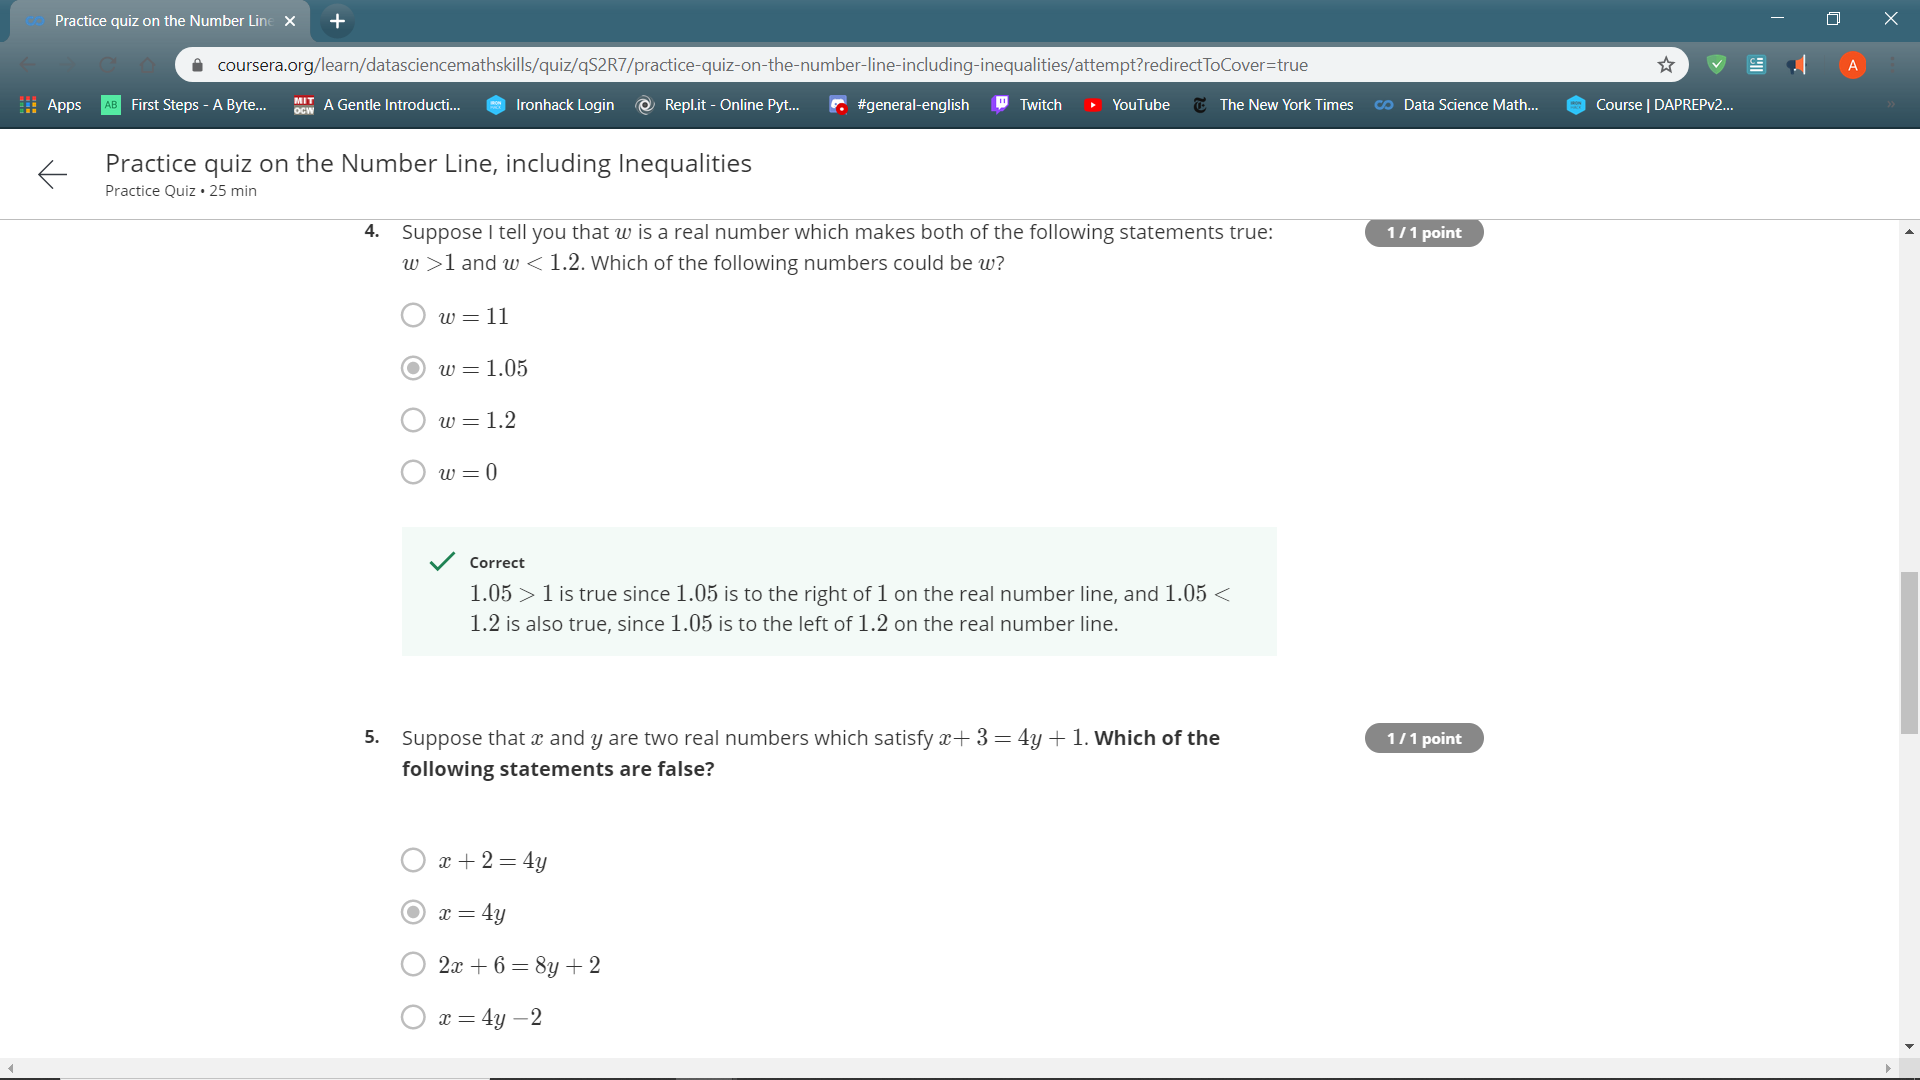 Practice quiz on the Number Line
coursera.org/learn/datasciencemathskills/quiz/qS2R7/practice-quiz-on-the-number-line-including-inequalities/attempt?redirectToCover=true
A
Apps AB First Steps - A Byte... MIT OCW A Gentle Introducti... Ironhack Login Repl.it - Online Pyt... #general-english Twitch YouTube The New York Times Data Science Math... Course | DAPREPv2... »
Practice quiz on the Number Line, including Inequalities
Practice Quiz • 25 min
4. Suppose I tell you that w is a real number which makes both of the following statements true: 1 / 1 point
w >1 and w < 1.2. Which of the following numbers could be w?
w = 11
w = 1.05
w = 1.2
w = 0
Correct
1.05 > 1 is true since 1.05 is to the right of 1 on the real number line, and 1.05 <
1.2 is also true, since 1.05 is to the left of 1.2 on the real number line.
5. Suppose that x and y are two real numbers which satisfy x+ 3 = 4y + 1. Which of the 1 / 1 point
following statements are false?
x + 2 = 4y
x = 4y
2x + 6 = 8y + 2
x = 4y −2